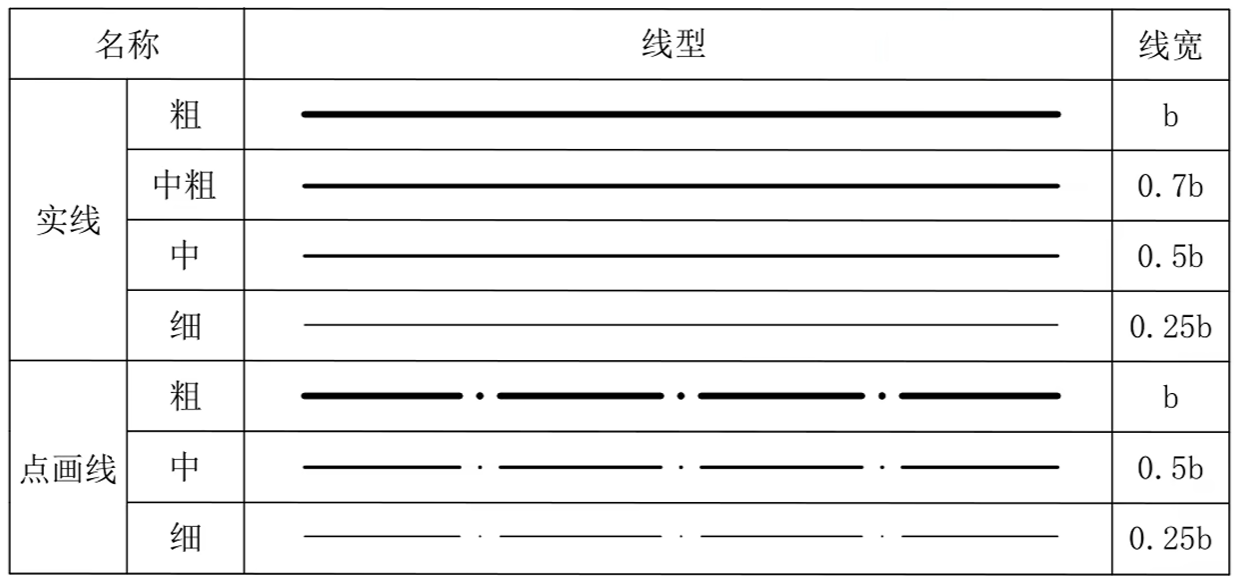 名称 线型 线宽
实线 粗 b
中粗 0.7b
中 0.5b
细 0.25b
点画线 粗 b
中 0.5b
细 0.25b